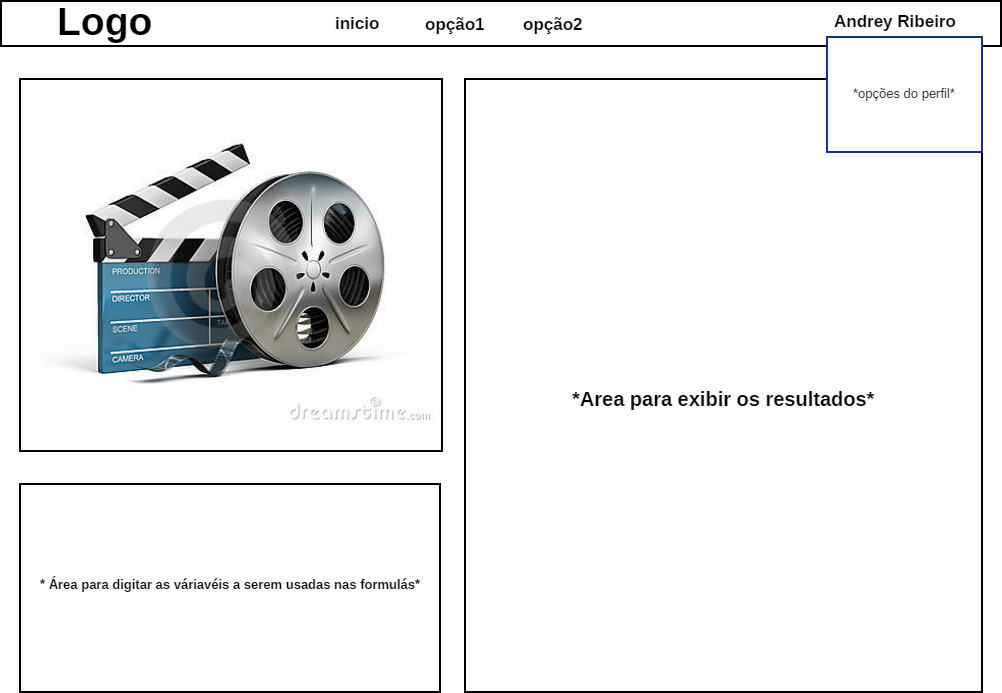 Logo
inicio
opção1
opção2
Andrey Ribeiro
*opções do perfil*
PRODUCTION
DIRECTOR
SCENE
CAMERA
dreamstime.com
*Area para exibir os resultados*
* Área para digitar as váriavéis a serem usadas nas formulás*